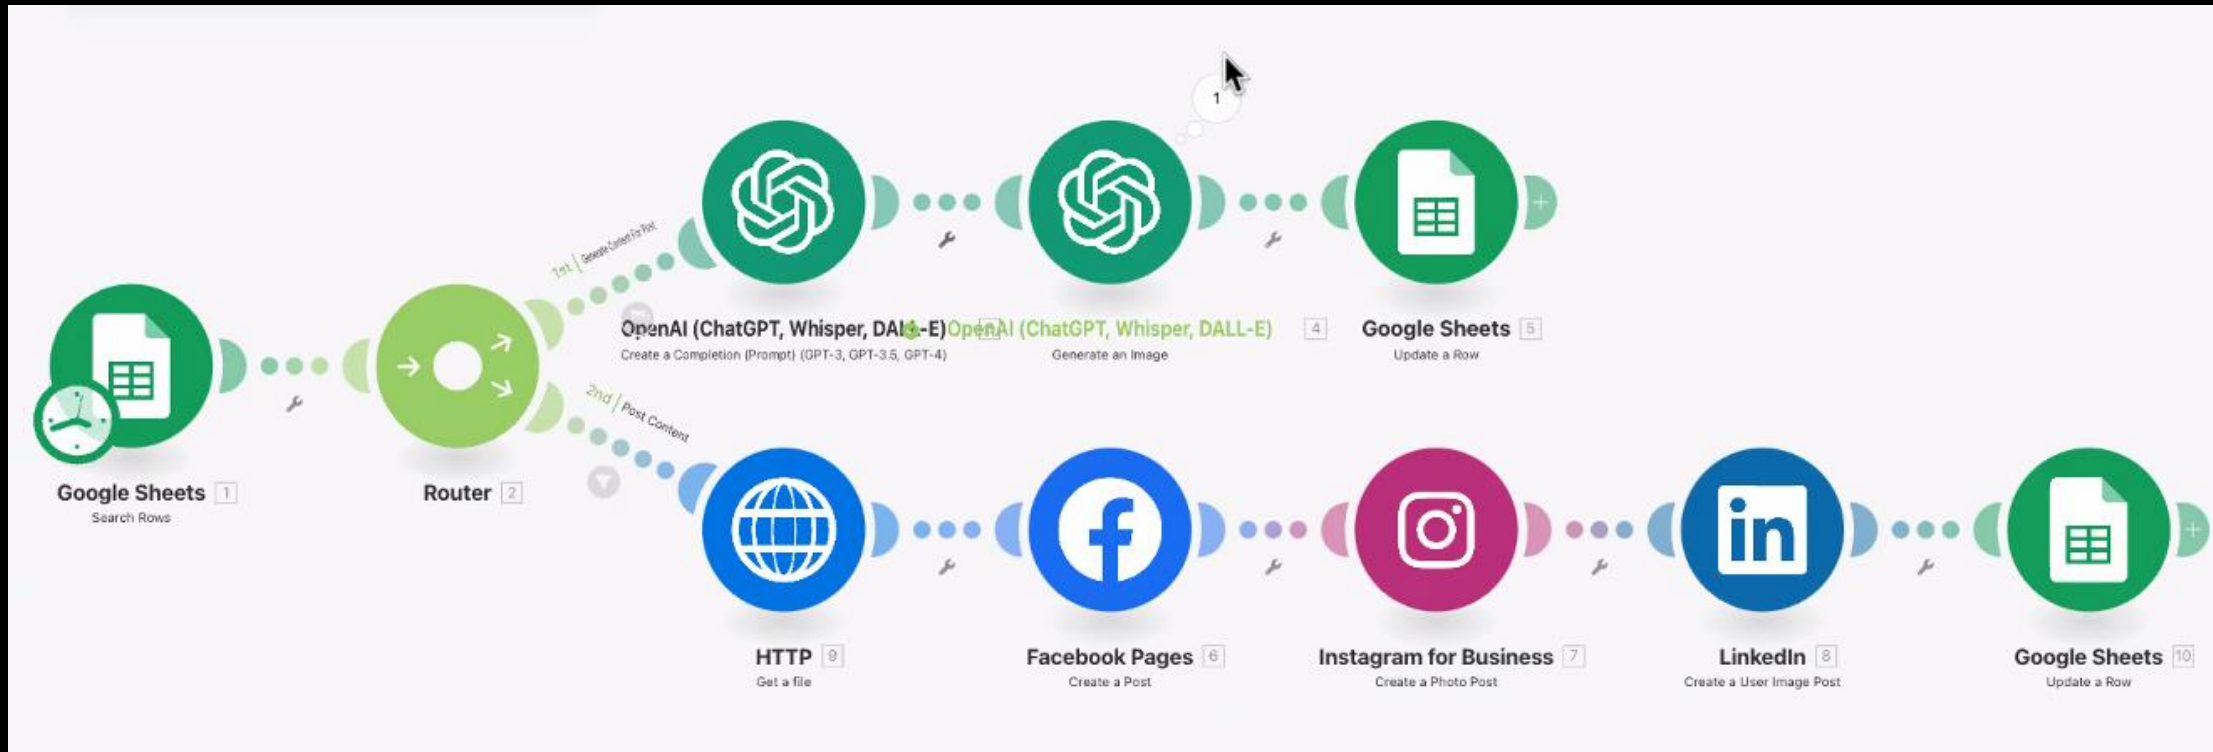 1
1st | Generate Content For Post
OpenAI (ChatGPT, Whisper, DALL-E)
Create a Completion (Prompt) (GPT-3, GPT-3.5, GPT-4)
OpenAI (ChatGPT, Whisper, DALL-E) 4
Generate an Image
Google Sheets 5
Update a Row
2nd | Post Content
Google Sheets 1
Search Rows
Router 2
in
HTTP 9
Get a file
Facebook Pages 6
Create a Post
Instagram for Business 7
Create a Photo Post
LinkedIn 8
Create a User Image Post
Google Sheets 10
Update a Row